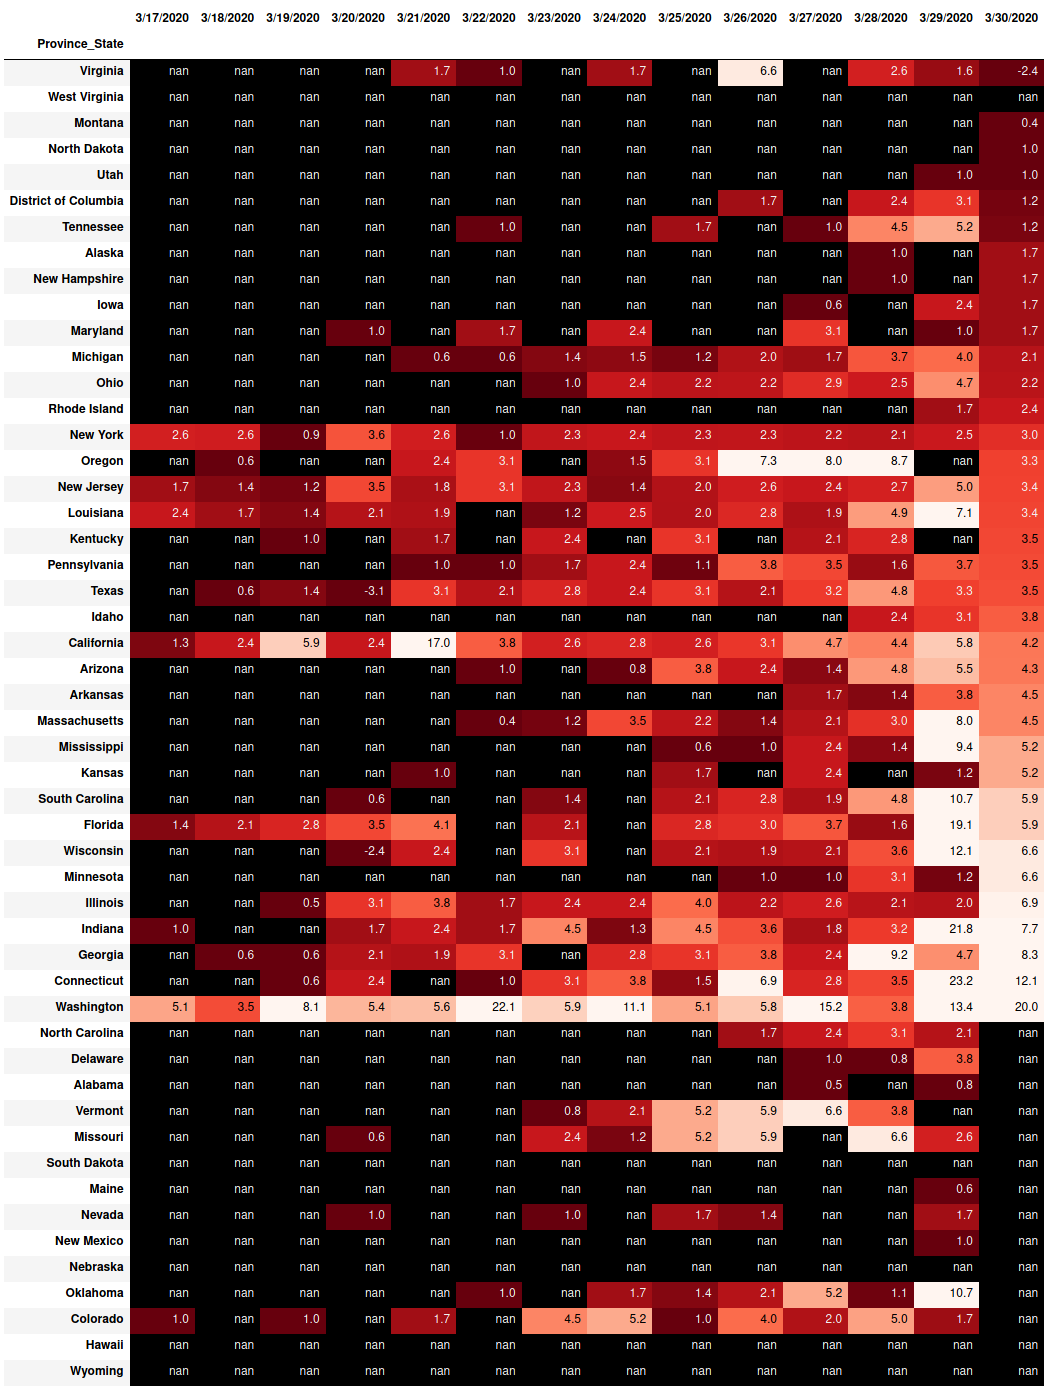 3/17/2020 3/18/2020 3/19/2020 3/20/2020 3/21/2020 3/22/2020 3/23/2020 3/24/2020 3/25/2020 3/26/2020 3/27/2020 3/28/2020 3/29/2020 3/30/2020
Province_State
Virginia nan nan nan nan 1.7 1.0 nan 1.7 nan 6.6 nan 2.6 1.6 -2.4
West Virginia nan nan nan nan nan nan nan nan nan nan nan nan nan nan
Montana nan nan nan nan nan nan nan nan nan nan nan nan nan 0.4
North Dakota nan nan nan nan nan nan nan nan nan nan nan nan nan 1.0
Utah nan nan nan nan nan nan nan nan nan nan nan nan 1.0 1.0
District of Columbia nan nan nan nan nan nan nan nan nan 1.7 nan 2.4 3.1 1.2
Tennessee nan nan nan nan nan 1.0 nan nan 1.7 nan 1.0 4.5 5.2 1.2
Alaska nan nan nan nan nan nan nan nan nan nan nan 1.0 nan 1.7
New Hampshire nan nan nan nan nan nan nan nan nan nan nan 1.0 nan 1.7
Iowa nan nan nan nan nan nan nan nan nan nan 0.6 nan 2.4 1.7
Maryland nan nan nan 1.0 nan 1.7 nan 2.4 nan nan 3.1 nan 1.0 1.7
Michigan nan nan nan nan 0.6 0.6 1.4 1.5 1.2 2.0 1.7 3.7 4.0 2.1
Ohio nan nan nan nan nan nan 1.0 2.4 2.2 2.2 2.9 2.5 4.7 2.2
Rhode Island nan nan nan nan nan nan nan nan nan nan nan nan 1.7 2.4
New York 2.6 2.6 0.9 3.6 2.6 1.0 2.3 2.4 2.3 2.3 2.2 2.1 2.5 3.0
Oregon nan 0.6 nan nan 2.4 3.1 nan 1.5 3.1 7.3 8.0 8.7 nan 3.3
New Jersey 1.7 1.4 1.2 3.5 1.8 3.1 2.3 1.4 2.0 2.6 2.4 2.7 5.0 3.4
Louisiana 2.4 1.7 1.4 2.1 1.9 nan 1.2 2.5 2.0 2.8 1.9 4.9 7.1 3.4
Kentucky nan nan 1.0 nan 1.7 nan 2.4 nan 3.1 nan 2.1 2.8 nan 3.5
Pennsylvania nan nan nan nan 1.0 1.0 1.7 2.4 1.1 3.8 3.5 1.6 3.7 3.5
Texas nan 0.6 1.4 -3.1 3.1 2.1 2.8 2.4 3.1 2.1 3.2 4.8 3.3 3.5
Idaho nan nan nan nan nan nan nan nan nan nan nan 2.4 3.1 3.8
California 1.3 2.4 5.9 2.4 17.0 3.8 2.6 2.8 2.6 3.1 4.7 4.4 5.8 4.2
Arizona nan nan nan nan nan 1.0 nan 0.8 3.8 2.4 1.4 4.8 5.5 4.3
Arkansas nan nan nan nan nan nan nan nan nan nan 1.7 1.4 3.8 4.5
Massachusetts nan nan nan nan nan 0.4 1.2 3.5 2.2 1.4 2.1 3.0 8.0 4.5
Mississippi nan nan nan nan nan nan nan nan 0.6 1.0 2.4 1.4 9.4 5.2
Kansas nan nan nan nan 1.0 nan nan nan 1.7 nan 2.4 nan 1.2 5.2
South Carolina nan nan nan 0.6 nan nan 1.4 nan 2.1 2.8 1.9 4.8 10.7 5.9
Florida 1.4 2.1 2.8 3.5 4.1 nan 2.1 nan 2.8 3.0 3.7 1.6 19.1 5.9
Wisconsin nan nan nan -2.4 2.4 nan 3.1 nan 2.1 1.9 2.1 3.6 12.1 6.6
Minnesota nan nan nan nan nan nan nan nan nan 1.0 1.0 3.1 1.2 6.6
Illinois nan nan 0.5 3.1 3.8 1.7 2.4 2.4 4.0 2.2 2.6 2.1 2.0 6.9
Indiana 1.0 nan nan 1.7 2.4 1.7 4.5 1.3 4.5 3.6 1.8 3.2 21.8 7.7
Georgia nan 0.6 0.6 2.1 1.9 3.1 nan 2.8 3.1 3.8 2.4 9.2 4.7 8.3
Connecticut nan nan 0.6 2.4 nan 1.0 3.1 3.8 1.5 6.9 2.8 3.5 23.2 12.1
Washington 5.1 3.5 8.1 5.4 5.6 22.1 5.9 11.1 5.1 5.8 15.2 3.8 13.4 20.0
North Carolina nan nan nan nan nan nan nan nan nan 1.7 2.4 3.1 2.1 nan
Delaware nan nan nan nan nan nan nan nan nan nan 1.0 0.8 3.8 nan
Alabama nan nan nan nan nan nan nan nan nan nan 0.5 nan 0.8 nan
Vermont nan nan nan nan nan nan 0.8 2.1 5.2 5.9 6.6 3.8 nan nan
Missouri nan nan nan 0.6 nan nan 2.4 1.2 5.2 5.9 nan 6.6 2.6 nan
South Dakota nan nan nan nan nan nan nan nan nan nan nan nan nan nan
Maine nan nan nan nan nan nan nan nan nan nan nan nan 0.6 nan
Nevada nan nan nan 1.0 nan nan 1.0 nan 1.7 1.4 nan nan 1.7 nan
New Mexico nan nan nan nan nan nan nan nan nan nan nan nan 1.0 nan
Nebraska nan nan nan nan nan nan nan nan nan nan nan nan nan nan
Oklahoma nan nan nan nan nan 1.0 nan 1.7 1.4 2.1 5.2 1.1 10.7 nan
Colorado 1.0 nan 1.0 nan 1.7 nan 4.5 5.2 1.0 4.0 2.0 5.0 1.7 nan
Hawaii nan nan nan nan nan nan nan nan nan nan nan nan nan nan
Wyoming nan nan nan nan nan nan nan nan nan nan nan nan nan nan